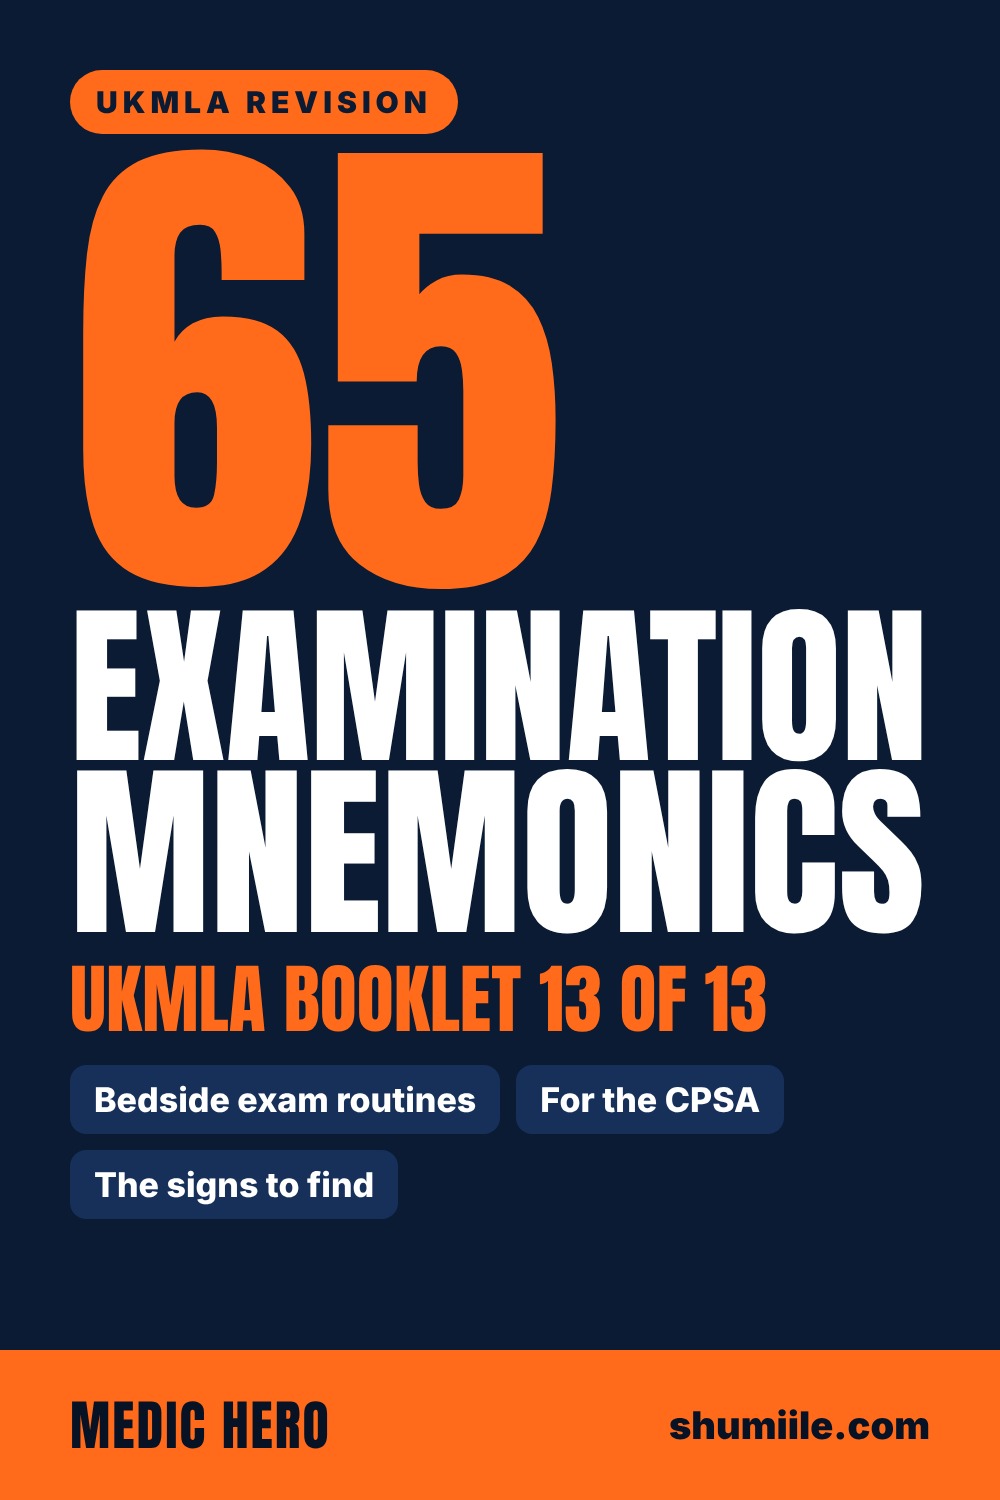 UKMLA REVISION
65
EXAMINATION
MNEMONICS
UKMLA BOOKLET 13 OF 13
Bedside exam routines
For the CPSA
The signs to find
MEDIC HERO
shumiile.com